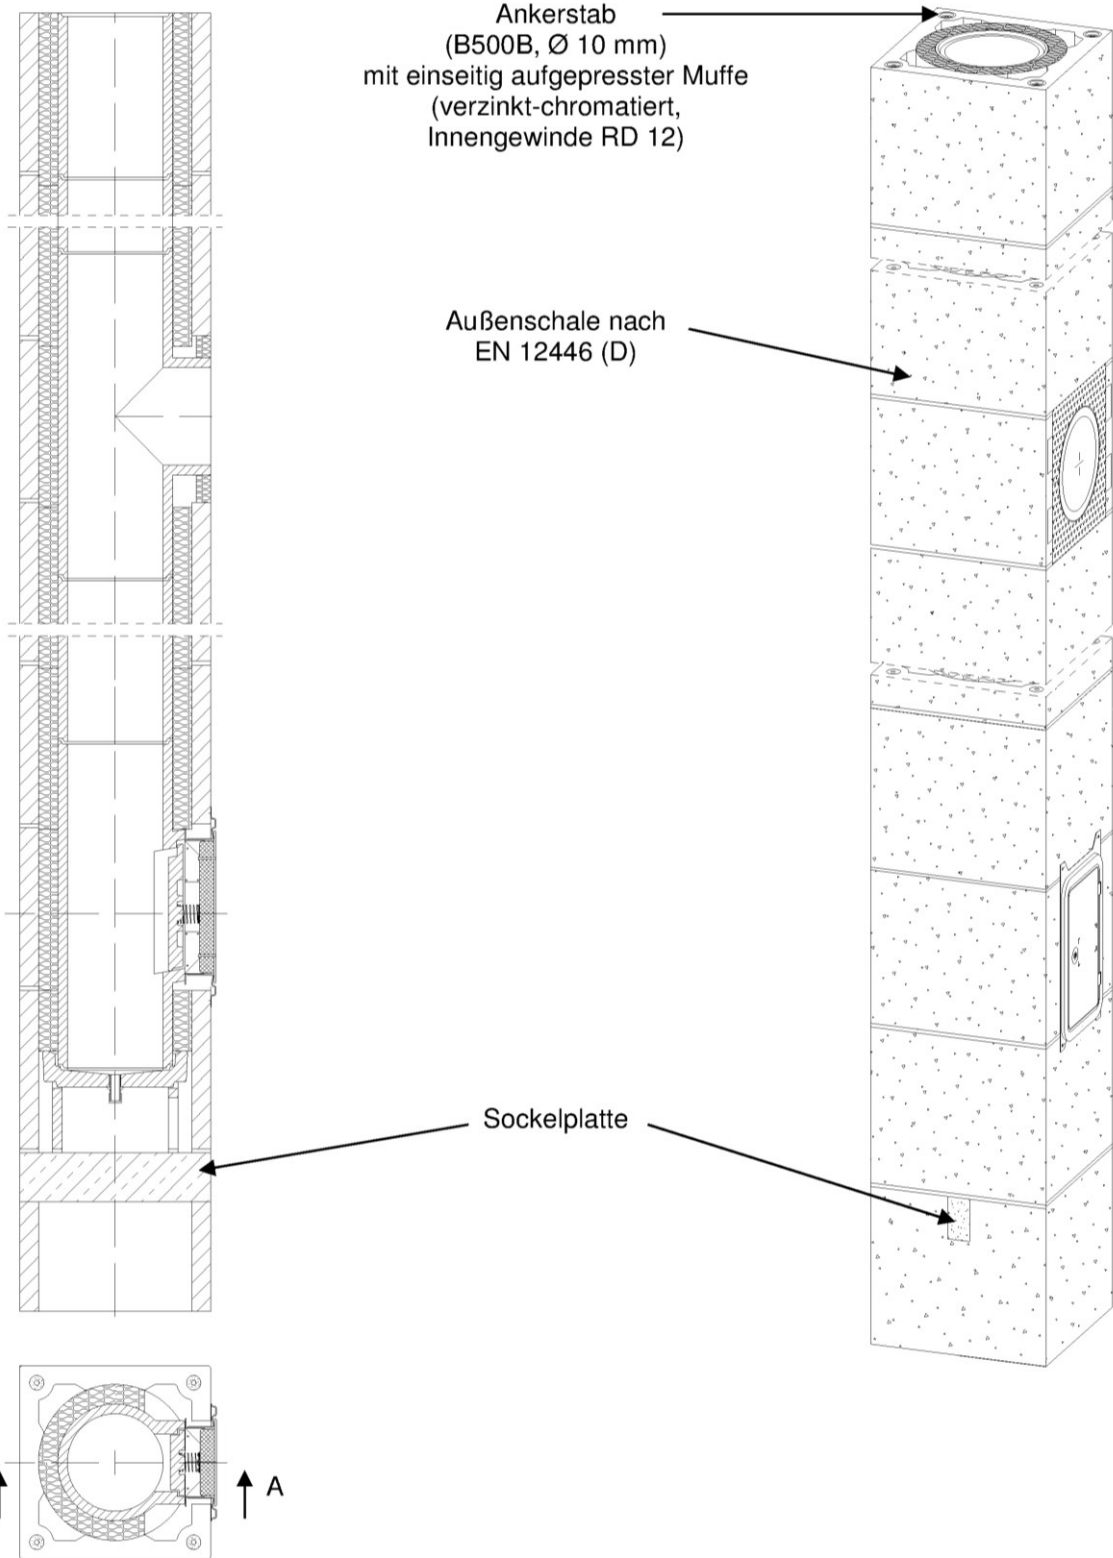 Ankerstab
(B500B, Ø 10 mm)
mit einseitig aufgepresster Muffe
(verzinkt-chromatiert,
Innengewinde RD 12)
Außenschale nach
EN 12446 (D)
Sockelplatte
A